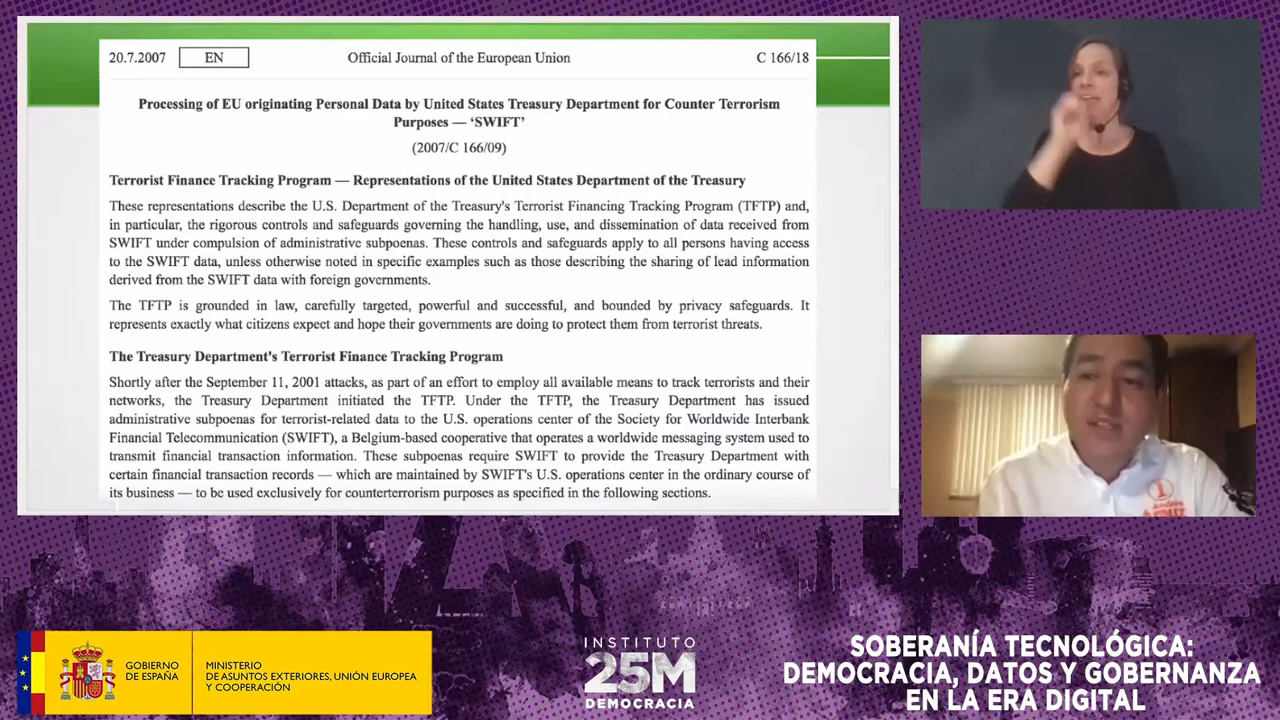 20.7.2007
EN
Official Journal of the European Union
C 166/18
Processing of EU originating Personal Data by United States Treasury Department for Counter Terrorism
Purposes — ‘SWIFT’
(2007/C 166/09)
Terrorist Finance Tracking Program — Representations of the United States Department of the Treasury
These representations describe the U.S. Department of the Treasury's Terrorist Financing Tracking Program (TFTP) and,
in particular, the rigorous controls and safeguards governing the handling, use, and dissemination of data received from
SWIFT under compulsion of administrative subpoenas. These controls and safeguards apply to all persons having access
to the SWIFT data, unless otherwise noted in specific examples such as those describing the sharing of lead information
derived from the SWIFT data with foreign governments.
The TFTP is grounded in law, carefully targeted, powerful and successful, and bounded by privacy safeguards. It
represents exactly what citizens expect and hope their governments are doing to protect them from terrorist threats.
The Treasury Department's Terrorist Finance Tracking Program
Shortly after the September 11, 2001 attacks, as part of an effort to employ all available means to track terrorists and their
networks, the Treasury Department initiated the TFTP. Under the TFTP, the Treasury Department has issued
administrative subpoenas for terrorist-related data to the U.S. operations center of the Society for Worldwide Interbank
Financial Telecommunication (SWIFT), a Belgium-based cooperative that operates a worldwide messaging system used to
transmit financial transaction information. These subpoenas require SWIFT to provide the Treasury Department with
certain financial transaction records — which are maintained by SWIFT's U.S. operations center in the ordinary course of
its business — to be used exclusively for counterterrorism purposes as specified in the following sections.
GOBIERNO
DE ESPAÑA
MINISTERIO
DE ASUNTOS EXTERIORES, UNIÓN EUROPEA
Y COOPERACIÓN
INSTITUTO
25M
DEMOCRACIA
SOBERANÍA TECNOLÓGICA:
DEMOCRACIA, DATOS Y GOBERNANZA
EN LA ERA DIGITAL